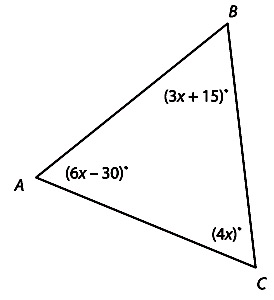 B
(3x + 15)°
A
(6x – 30)°
(4x)°
C